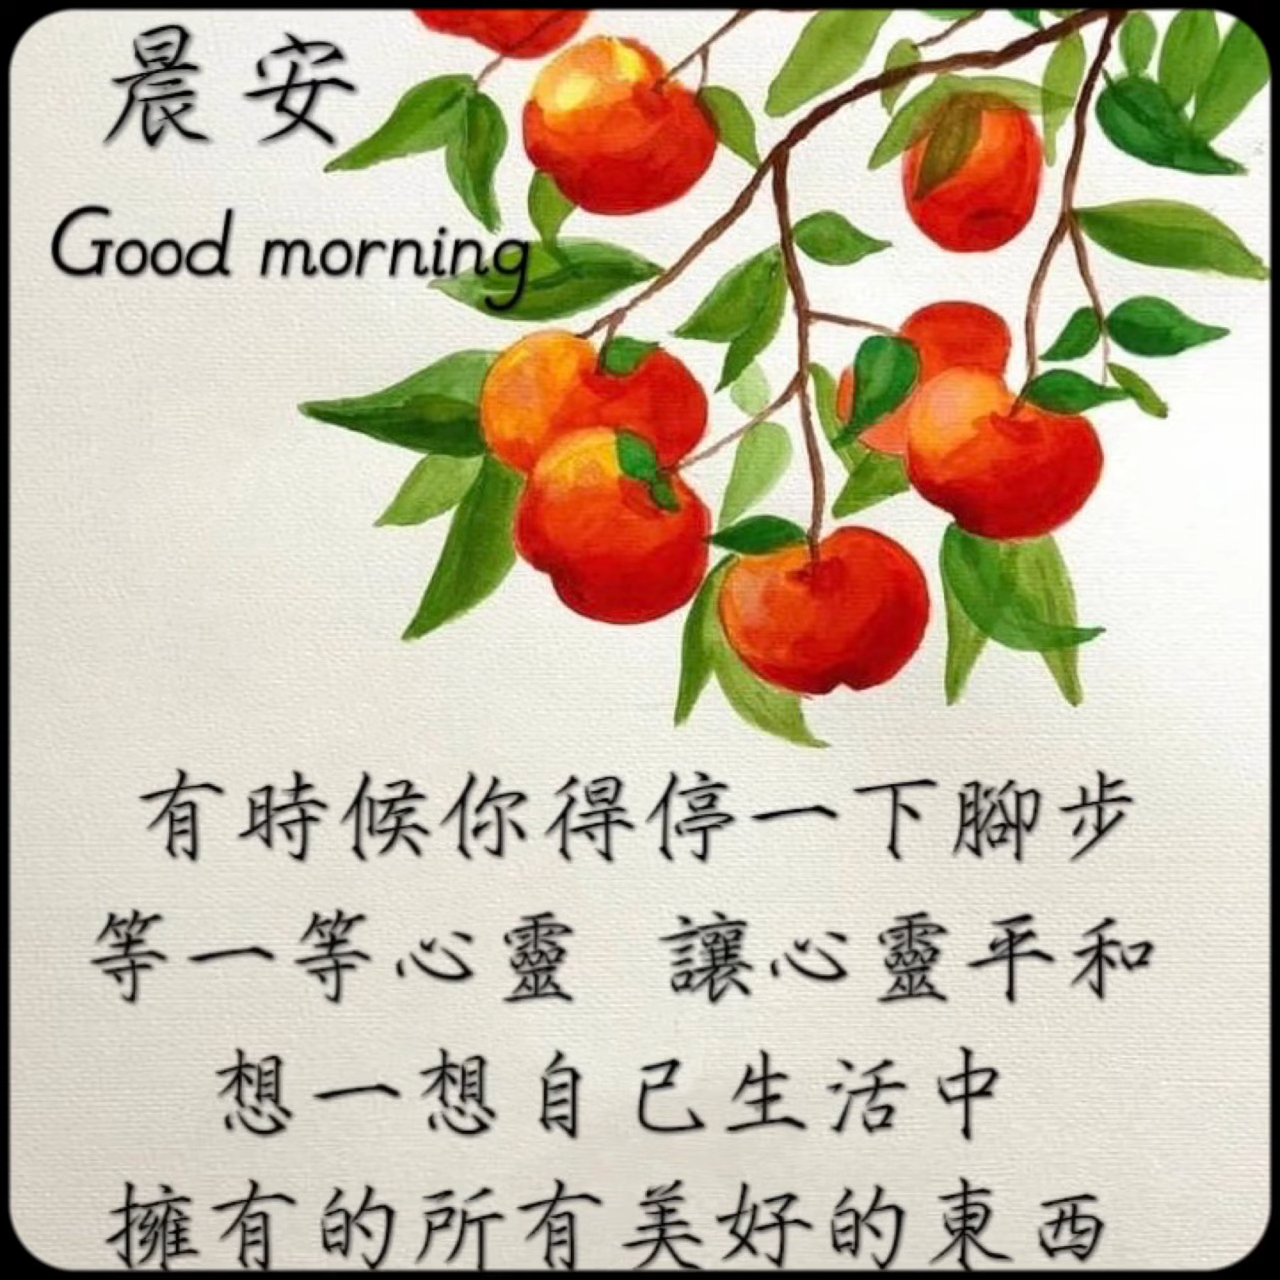 晨安
Good morning
有時候你得停一下腳步
等一等心靈 讓心靈平和
想一想自己生活中
擁有的所有美好的東西